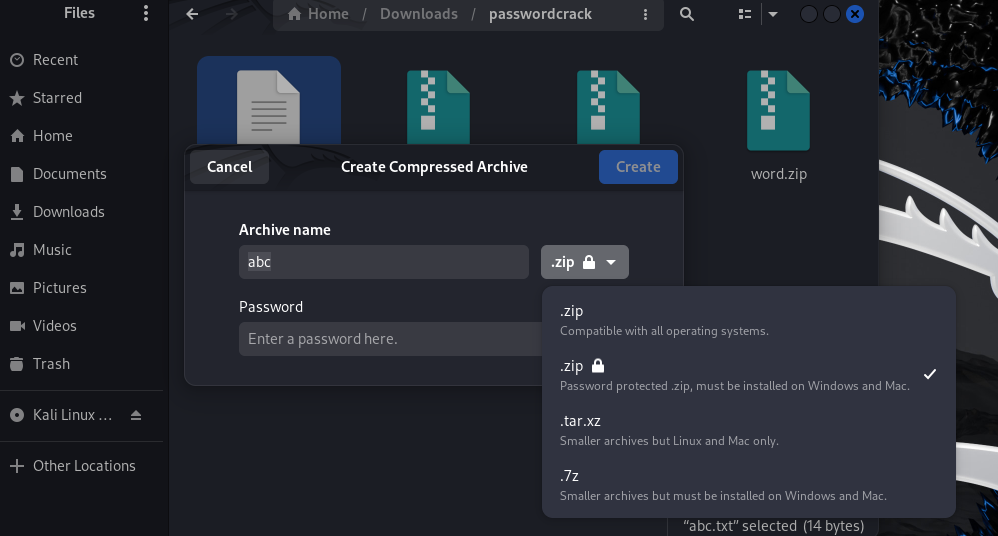 Files
Home / Downloads / passwordcrack
Recent
Starred
Home
Documents
Downloads
Music
Pictures
Videos
Trash
Kali Linux ...
Other Locations
word.zip
Cancel
Create Compressed Archive
Create
Archive name
abc
.zip
Password
Enter a password here.
.zip
Compatible with all operating systems.
.zip
Password protected .zip, must be installed on Windows and Mac.
.tar.xz
Smaller archives but Linux and Mac only.
.7z
Smaller archives but must be installed on Windows and Mac.
“abc.txt” selected (14 bytes)